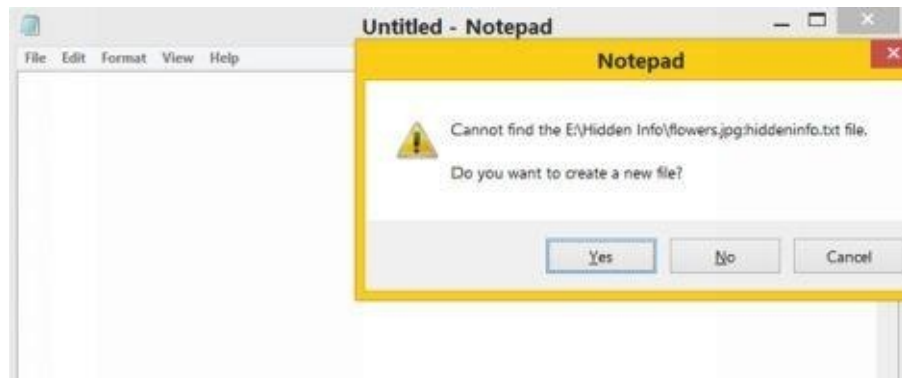 Untitled - Notepad
File Edit Format View Help
Notepad
Cannot find the E:\Hidden Info\flowers.jpg:hiddeninfo.txt file.
Do you want to create a new file?
Yes No Cancel